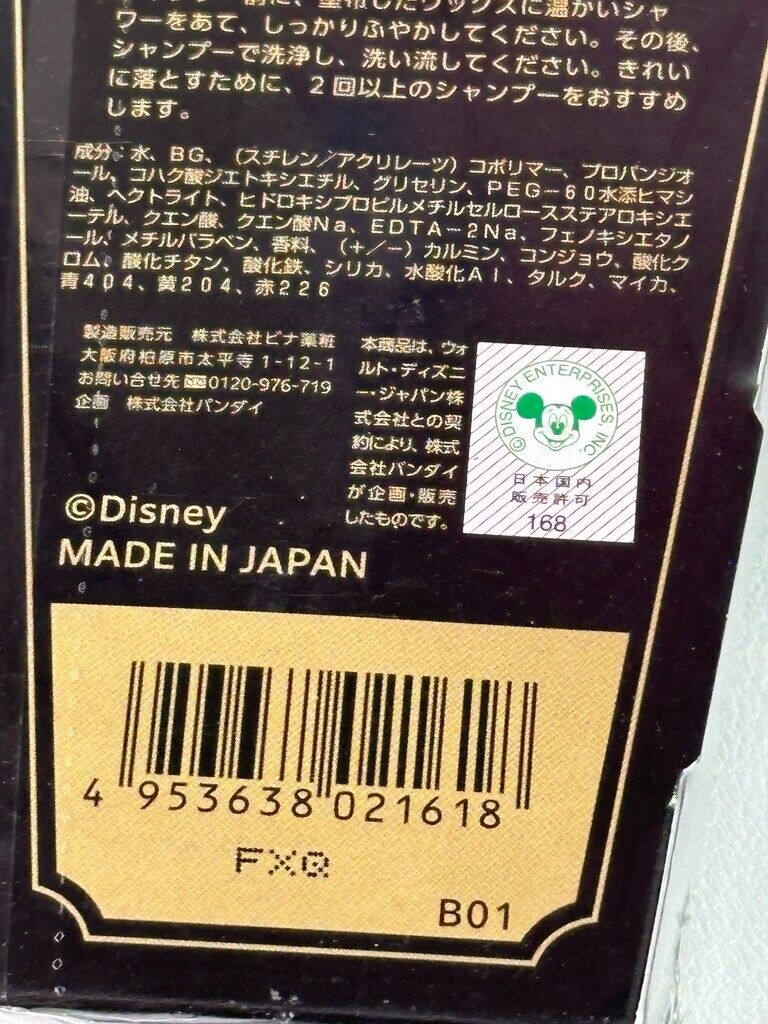 塗布したワックスに温かいシャ
ワーをあて、しっかりふやかしてください。その後、
シャンプーで洗浄し、洗い流してください。きれい
に落とすために、2回以上のシャンプーをおすすめ
します。
成分 水、BG、(スチレン/アクリレーツ)コポリマー、プロパンジオ
ール、コハク酸ジエトキシエチル、グリセリン、PEG-60水添ヒマシ
油、ヘクトライト、ヒドロキシプロピルメチルセルロースステアロキシエ
ーテル、クエン酸、クエン酸Na、EDTA-2Na、フェノキシエタノ
ール、メチルパラベン、香料、(+/-)カルミン、コンジョウ、酸化ク
ロム、酸化チタン、酸化鉄、シリカ、水酸化Al、タルク、マイカ、
青404、黄204、赤226
製造販売元 株式会社ピナ薬粧
大阪府柏原市太平寺1-12-1
お問い合せ先 0120-976-719
企画 株式会社バンダイ
本商品は、ウォ
ルト・ディズニ
ー・ジャパン株
式会社との契
約により、株式
会社バンダイ
が企画・販売
したものです。
©DISNEY ENTERPRISES, INC.
日本国内
販売許可
168
©Disney
MADE IN JAPAN
4 953638 021618
FXQ
B01